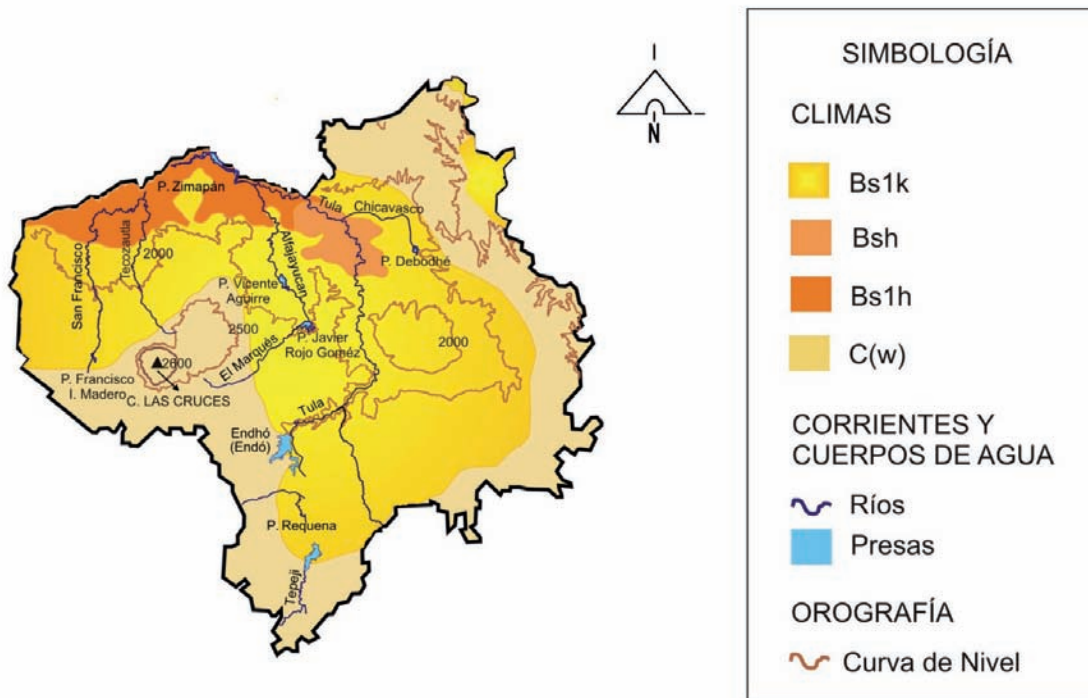 P. Zimapán
Tula
Chicavasco
San Francisco
Tecozautla
2000
Alfajayucan
P. Debodhé
P. Vicente
Aguirre
2500
P. Javier
Rojo Goméz
2000
El Marqués
2600
P. Francisco
I. Madero
C. LAS CRUCES
Tula
Endhó
(Endó)
P. Requena
Tepeji
N
SIMBOLOGÍA
CLIMAS
Bs1k
Bsh
Bs1h
C(w)
CORRIENTES Y
CUERPOS DE AGUA
Ríos
Presas
OROGRAFÍA
Curva de Nivel